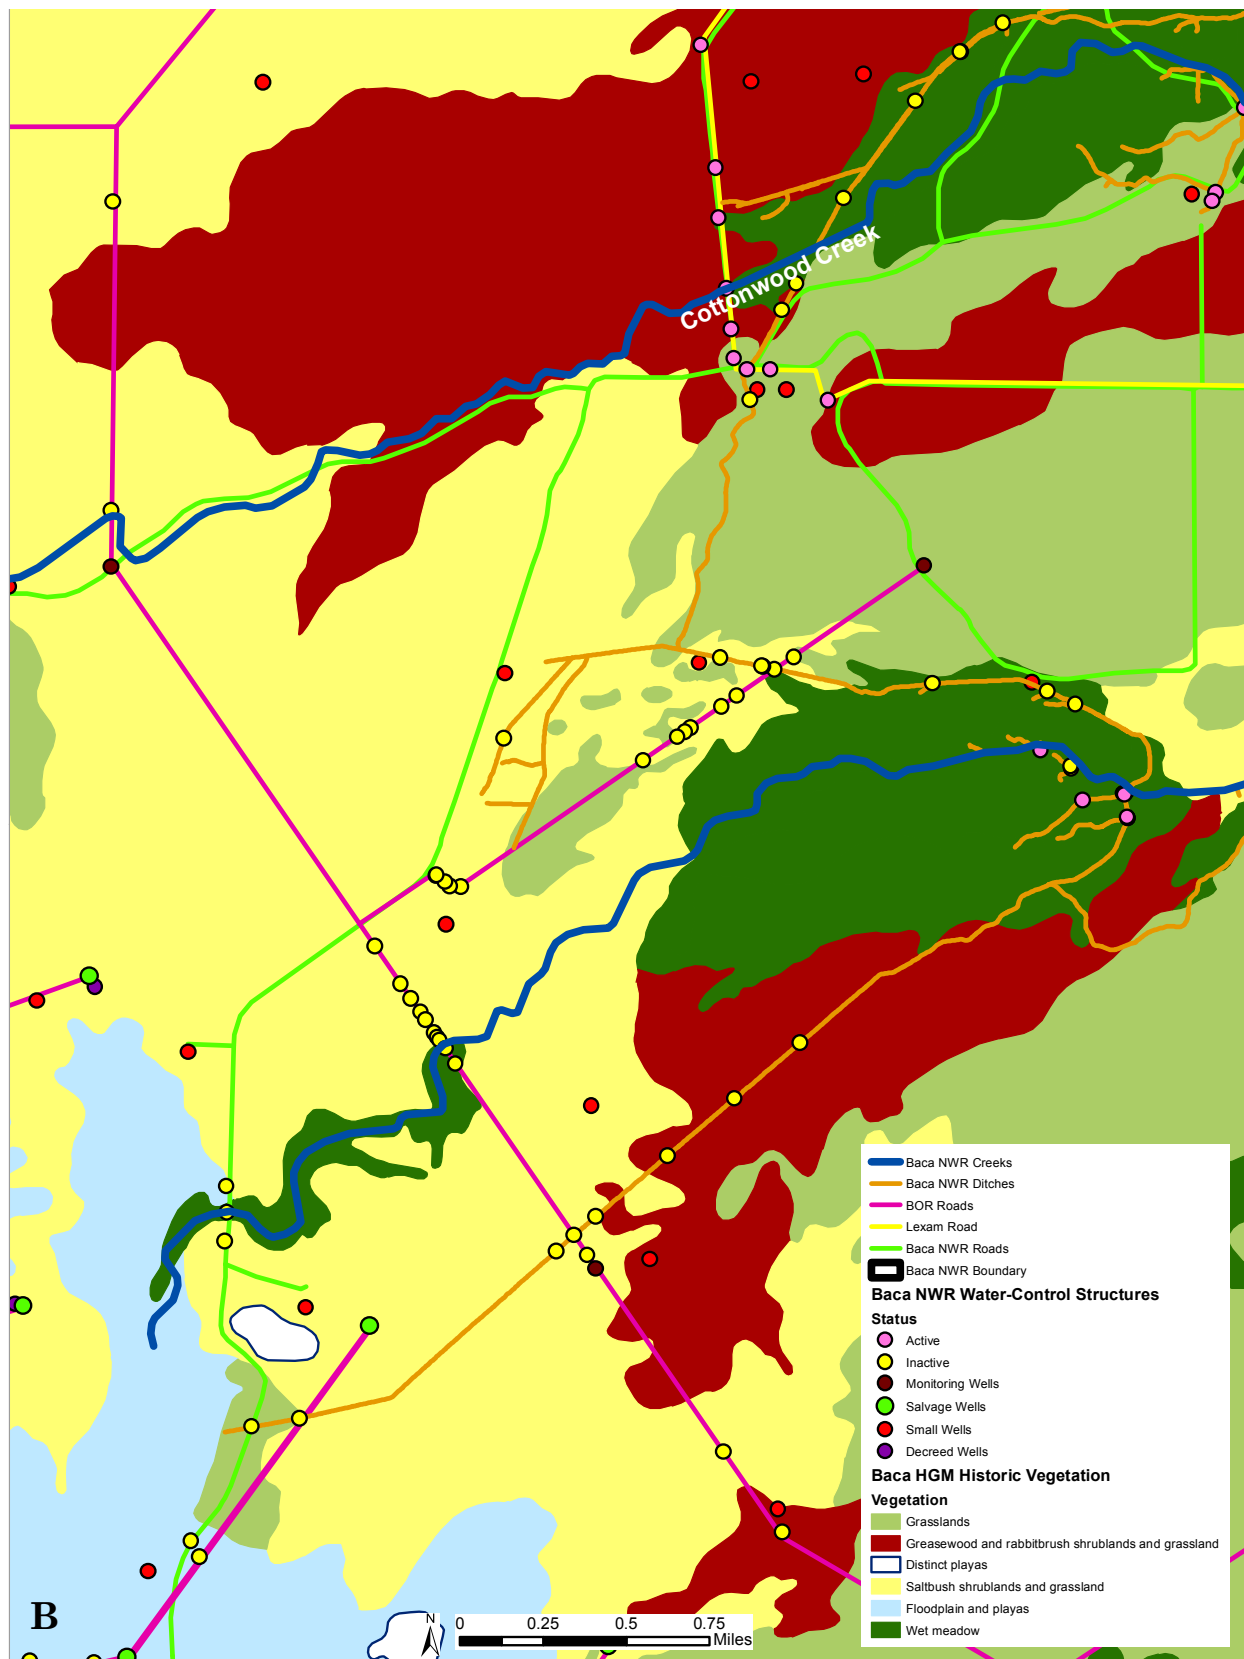 Cottonwood Creek
Baca NWR Creeks
Baca NWR Ditches
BOR Roads
Lexam Road
Baca NWR Roads
Baca NWR Boundary
Baca NWR Water-Control Structures
Status
Active
Inactive
Monitoring Wells
Salvage Wells
Small Wells
Decreed Wells
Baca HGM Historic Vegetation
Vegetation
Grasslands
Greasewood and rabbitbrush shrublands and grassland
Distinct playas
Saltbush shrublands and grassland
Floodplain and playas
Wet meadow
B
N
0 0.25 0.5 0.75
Miles